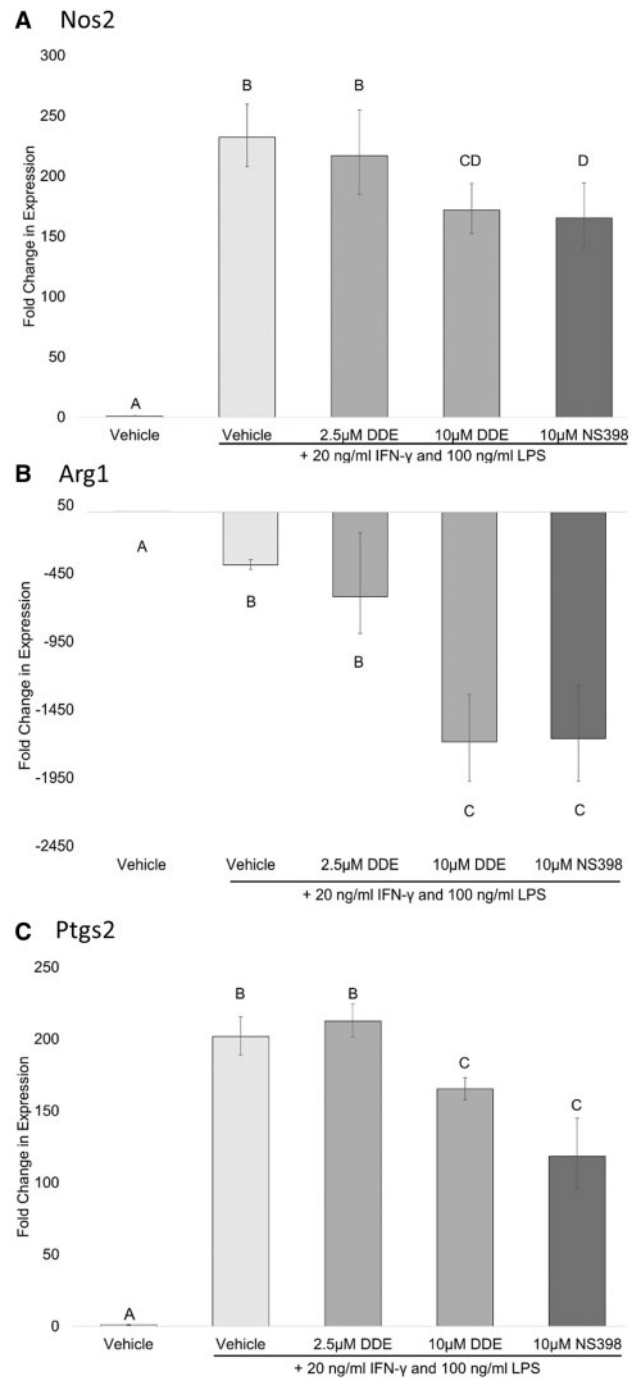 A Nos2
300
250
200
150
100
50
0
Fold Change in Expression
A
B
B
CD
D
Vehicle
Vehicle
2.5µM DDE
10µM DDE
10µM NS398
+ 20 ng/ml IFN-γ and 100 ng/ml LPS
B Arg1
50
-450
-950
-1450
-1950
-2450
Fold Change in Expression
A
B
B
C
C
Vehicle
Vehicle
2.5µM DDE
10µM DDE
10µM NS398
+ 20 ng/ml IFN-γ and 100 ng/ml LPS
C Ptgs2
250
200
150
100
50
0
Fold Change in Expression
A
B
B
C
C
Vehicle
Vehicle
2.5µM DDE
10µM DDE
10µM NS398
+ 20 ng/ml IFN-γ and 100 ng/ml LPS